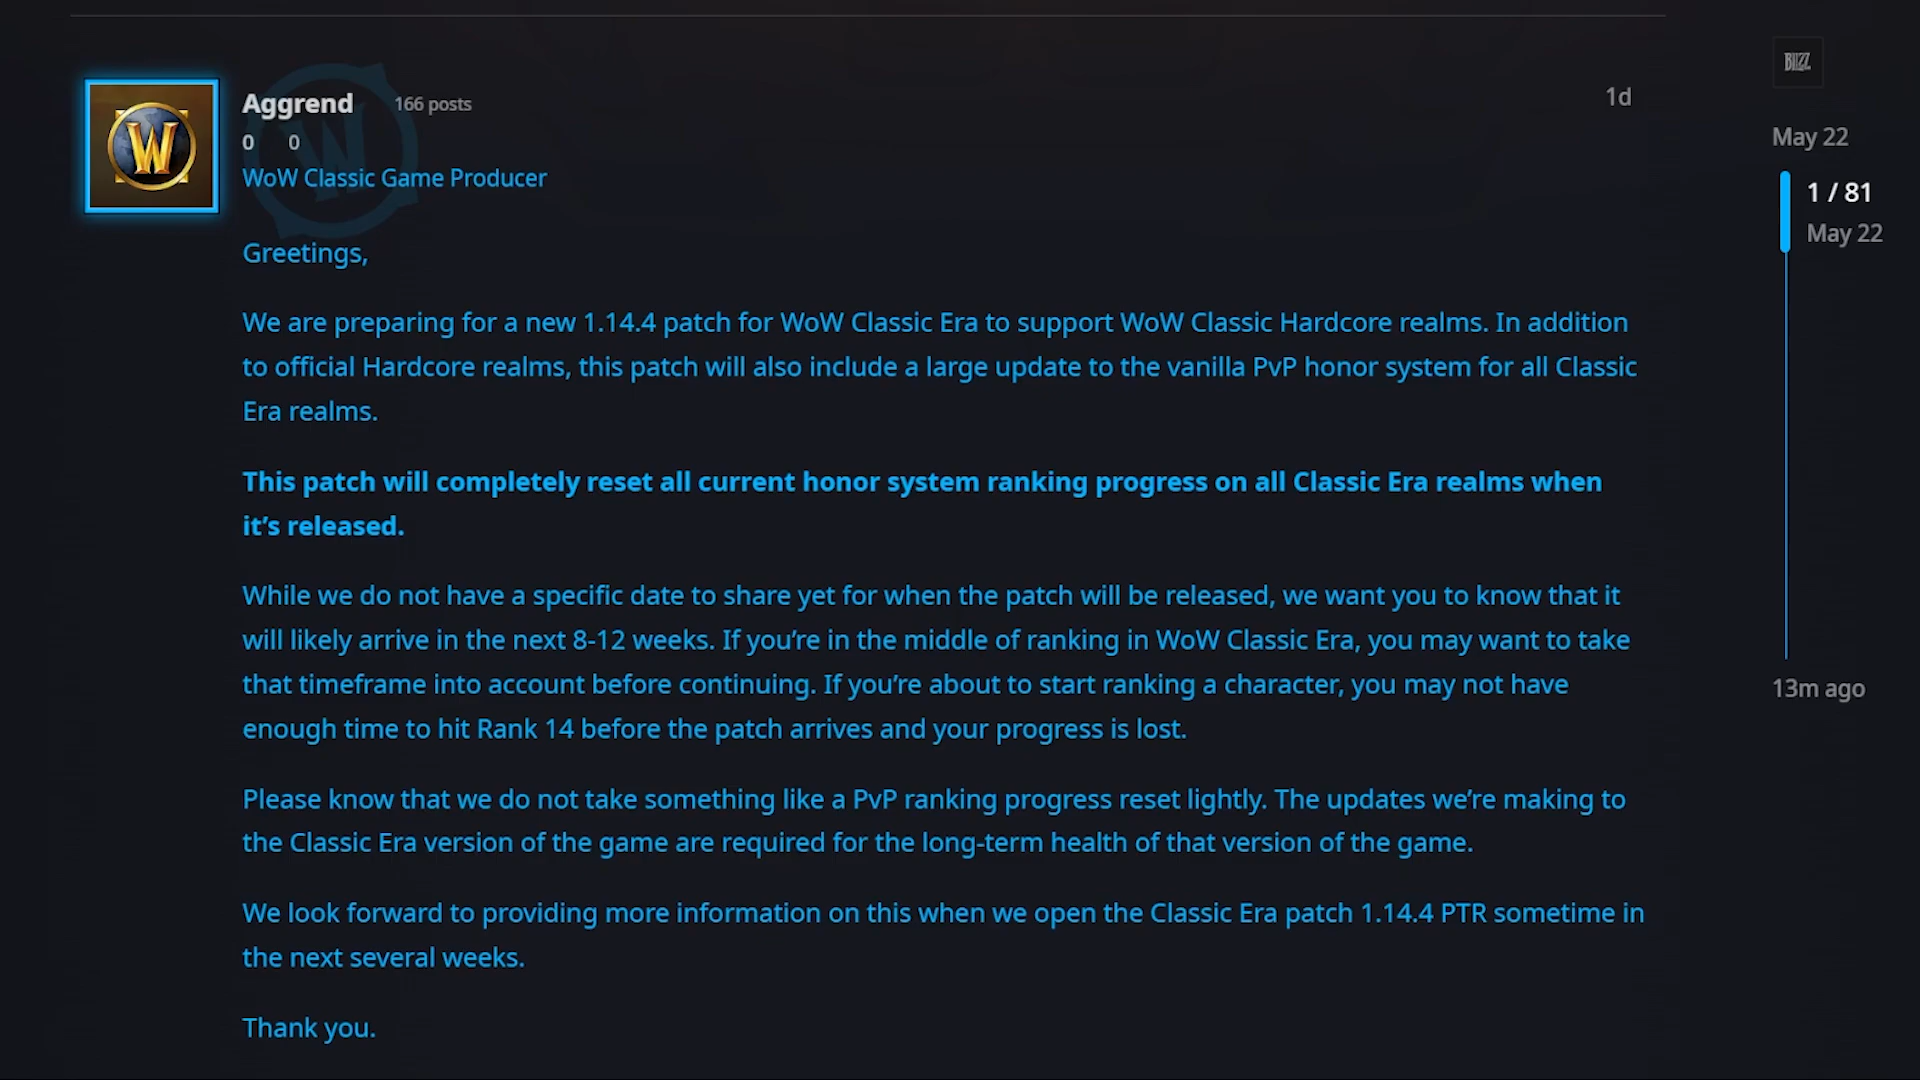 BLIZZ
Aggrend 166 posts 1d
0 0
WoW Classic Game Producer
May 22
1 / 81
May 22
Greetings,
We are preparing for a new 1.14.4 patch for WoW Classic Era to support WoW Classic Hardcore realms. In addition
to official Hardcore realms, this patch will also include a large update to the vanilla PvP honor system for all Classic
Era realms.
This patch will completely reset all current honor system ranking progress on all Classic Era realms when
it’s released.
While we do not have a specific date to share yet for when the patch will be released, we want you to know that it
will likely arrive in the next 8-12 weeks. If you’re in the middle of ranking in WoW Classic Era, you may want to take
that timeframe into account before continuing. If you’re about to start ranking a character, you may not have
enough time to hit Rank 14 before the patch arrives and your progress is lost.
13m ago
Please know that we do not take something like a PvP ranking progress reset lightly. The updates we’re making to
the Classic Era version of the game are required for the long-term health of that version of the game.
We look forward to providing more information on this when we open the Classic Era patch 1.14.4 PTR sometime in
the next several weeks.
Thank you.